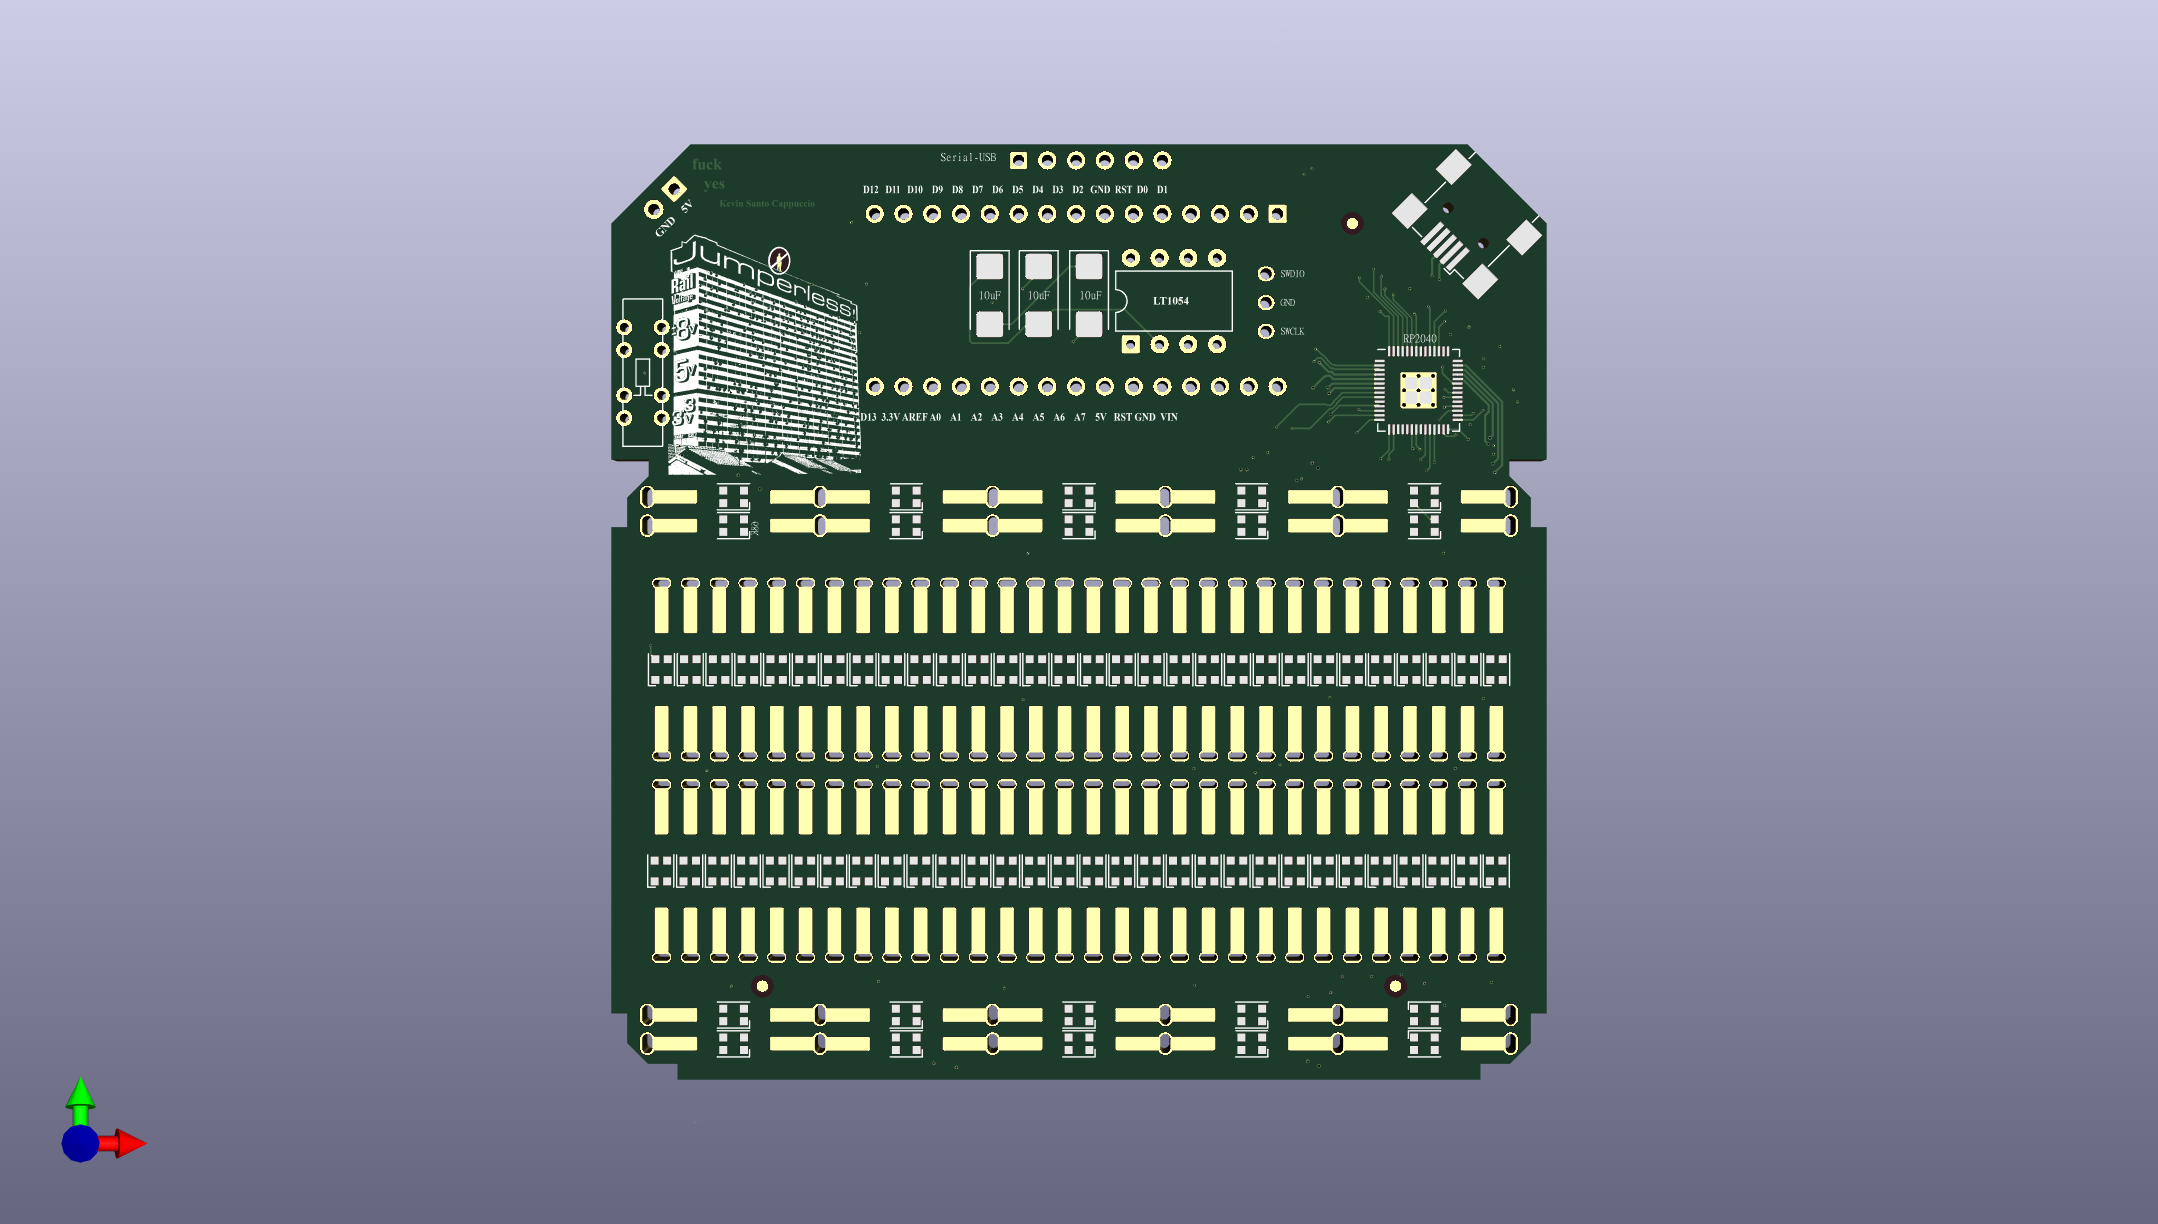 fuck
yes
Kevin Santo Cappuccio
Serial-USB
D12 D11 D10 D9 D8 D7 D6 D5 D4 D3 D2 GND RST D0 D1
5V
GND
Jumperless
Rail
Voltage
8v
5v
3.3v
10uF 10uF 10uF
LT1054
SWDIO
GND
SWCLK
RP2040
D13 3.3V AREF A0 A1 A2 A3 A4 A5 A6 A7 5V RST GND VIN